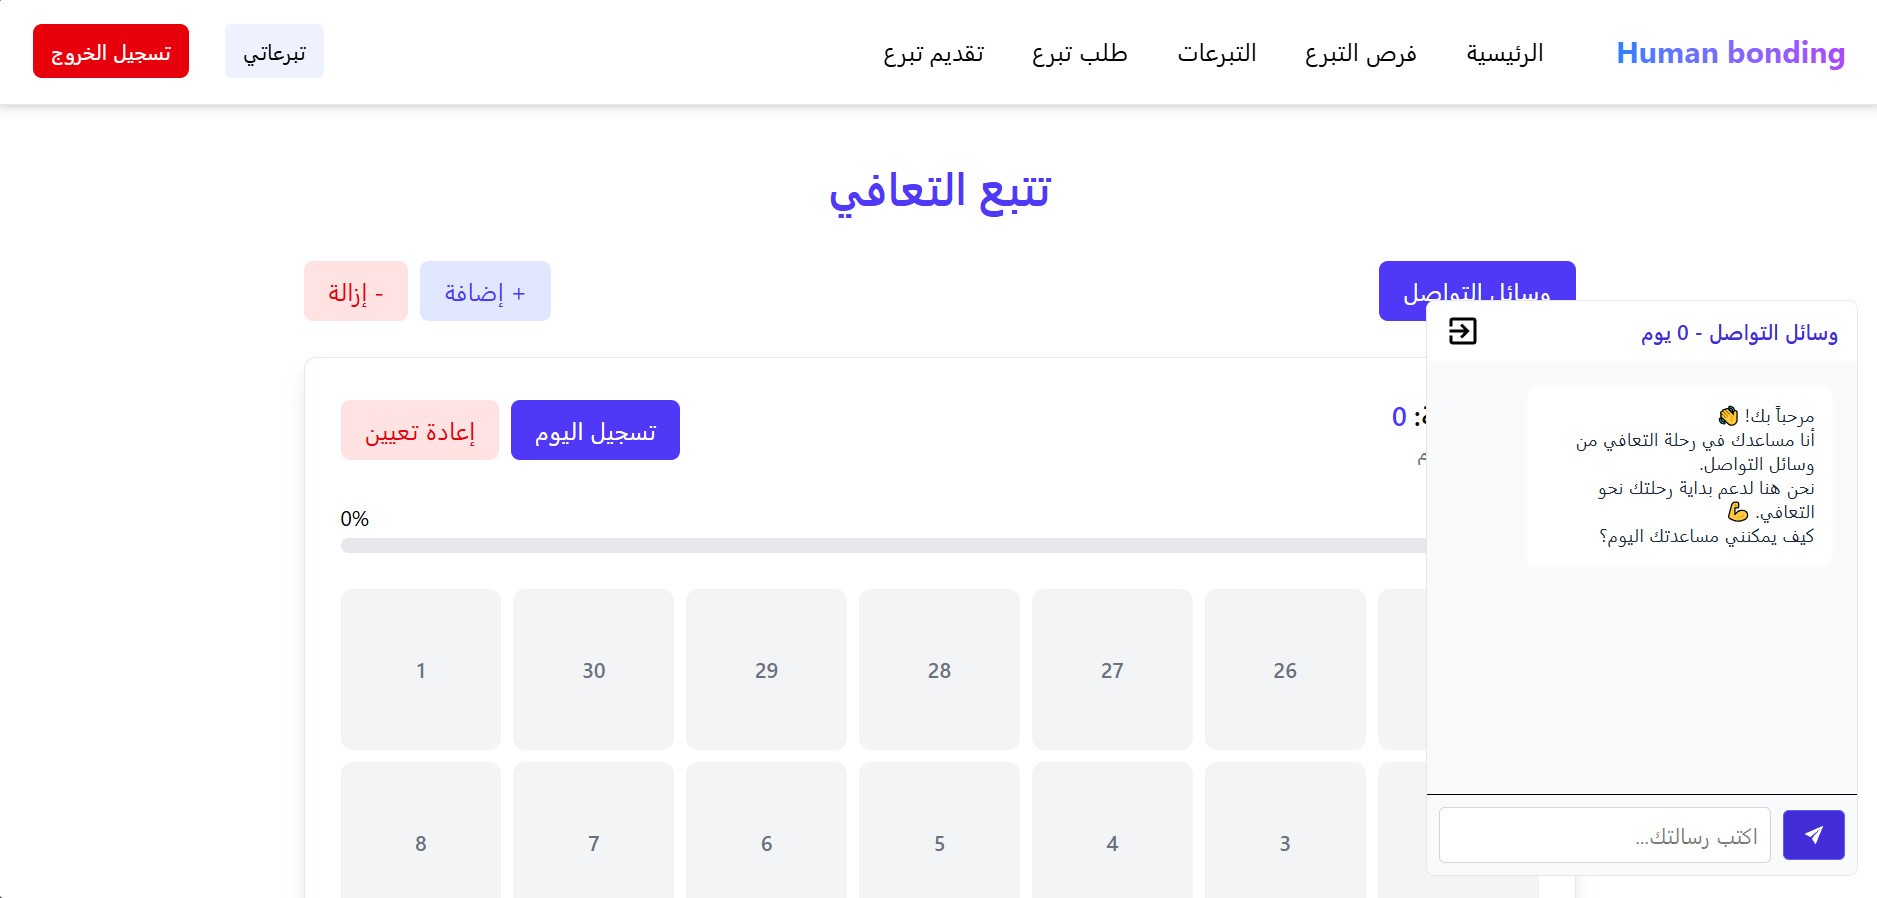 Human bonding
الرئيسية
فرص التبرع
التبرعات
طلب تبرع
تقديم تبرع
تبرعاتي
تسجيل الخروج
تتبع التعافي
وسائل التواصل
+ إضافة
- إزالة
وسائل التواصل - 0 يوم
مرحباً بك! 👋
أنا مساعدك في رحلة التعافي من
وسائل التواصل.
نحن هنا لدعم بداية رحلتك نحو
التعافي. 💪
كيف يمكنني مساعدتك اليوم؟
اكتب رسالتك...
: 0
تسجيل اليوم
إعادة تعيين
0%
26
27
28
29
30
1
3
4
5
6
7
8